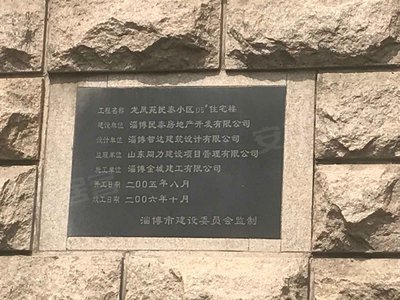 工程名称 龙凤苑民泰小区05#住宅楼
建设单位 淄博民泰房地产开发有限公司
设计单位 淄博智达建筑设计有限公司
监理单位 山东同力建设项目管理有限公司
施工单位 淄博金城建工有限公司
开工日期 二00五年八月
竣工日期 二00六年十月
淄博市建设委员会监制